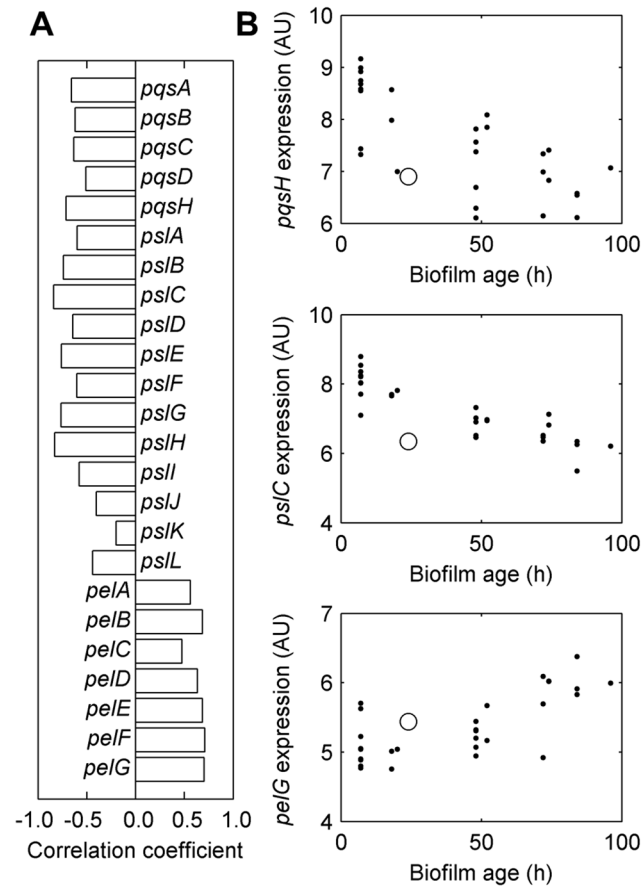 A
pqsA
pqsB
pqsC
pqsD
pqsH
pslA
pslB
pslC
pslD
pslE
pslF
pslG
pslH
pslI
pslJ
pslK
pslL
pelA
pelB
pelC
pelD
pelE
pelF
pelG
-1.0 -0.5 0.0 0.5 1.0
Correlation coefficient
B
pqsH expression (AU)
10
9
8
7
6
0 50 100
Biofilm age (h)
pslC expression (AU)
10
8
6
4
0 50 100
Biofilm age (h)
pelG expression (AU)
7
6
5
4
0 50 100
Biofilm age (h)